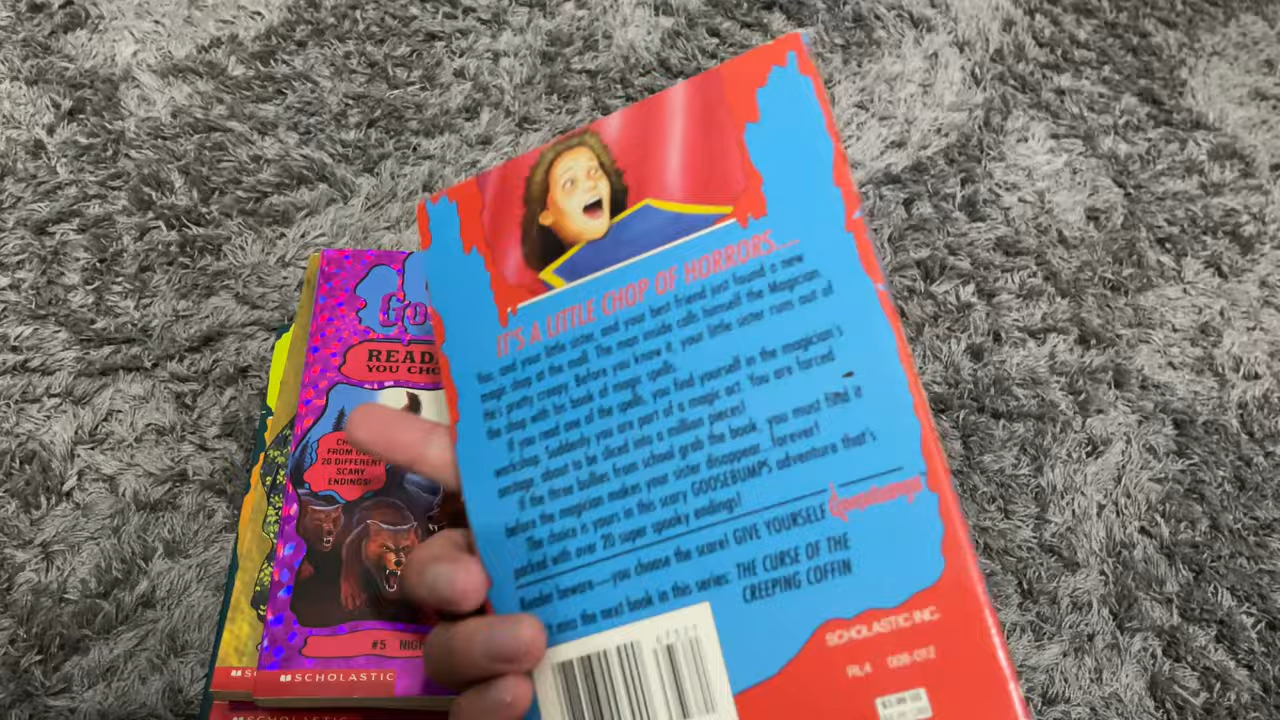 IT'S A LITTLE CHOP OF HORRORS...
You, and your little sister, and your best friend just found a new
magic shop at the mall. The man inside calls himself the Magician.
He's pretty creepy. Before you know it, your little sister runs out of
the shop with his book of magic spells.
If you read one of the spells, you find yourself in the magician's
workshop. Suddenly you are part of a magic act. You are forced
onstage, about to be sliced into a million pieces!
If the three bullies from school grab the book, you must find it
before the magician makes your sister disappear...forever!
The choice is yours in this scary GOOSEBUMPS adventure that's
packed with over 20 super spooky endings!
Reader beware—you choose the scare! GIVE YOURSELF Goosebumps
miss the next book in this series: THE CURSE OF THE
CREEPING COFFIN
SCHOLASTIC INC.
RL4 008-012
Go
READ
YOU CHO
CH
FROM O
20 DIFFERENT
SCARY
ENDINGS!
#5 NIGH
SCHOLASTIC
SCHOLASTIC